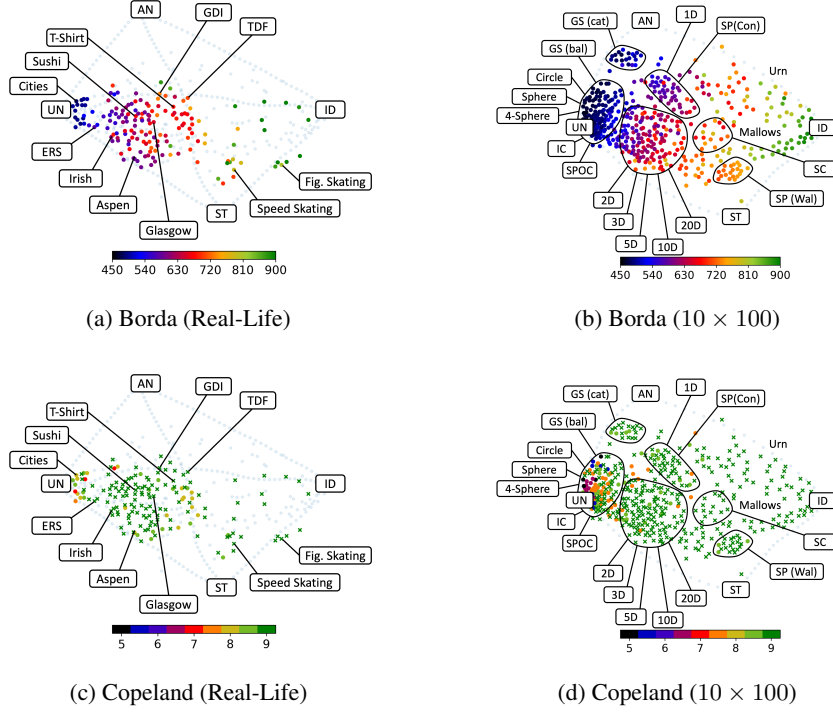 AN
GDI
TDF
T-Shirt
Sushi
Cities
UN
ID
ERS
Irish
Aspen
Glasgow
ST
Speed Skating
Fig. Skating
450 540 630 720 810 900
(a) Borda (Real-Life)
GS (cat)
AN
1D
SP(Con)
GS (bal)
Circle
Sphere
4-Sphere
UN
IC
SPOC
Urn
ID
Mallows
SC
SP (Wal)
ST
2D
3D
5D
10D
20D
450 540 630 720 810 900
(b) Borda (10 × 100)
AN
GDI
TDF
T-Shirt
Sushi
Cities
UN
ID
ERS
Irish
Aspen
Glasgow
ST
Speed Skating
Fig. Skating
5 6 7 8 9
(c) Copeland (Real-Life)
GS (cat)
AN
1D
SP(Con)
GS (bal)
Circle
Sphere
4-Sphere
UN
IC
SPOC
Urn
ID
Mallows
SC
SP (Wal)
ST
2D
3D
5D
10D
20D
5 6 7 8 9
(d) Copeland (10 × 100)